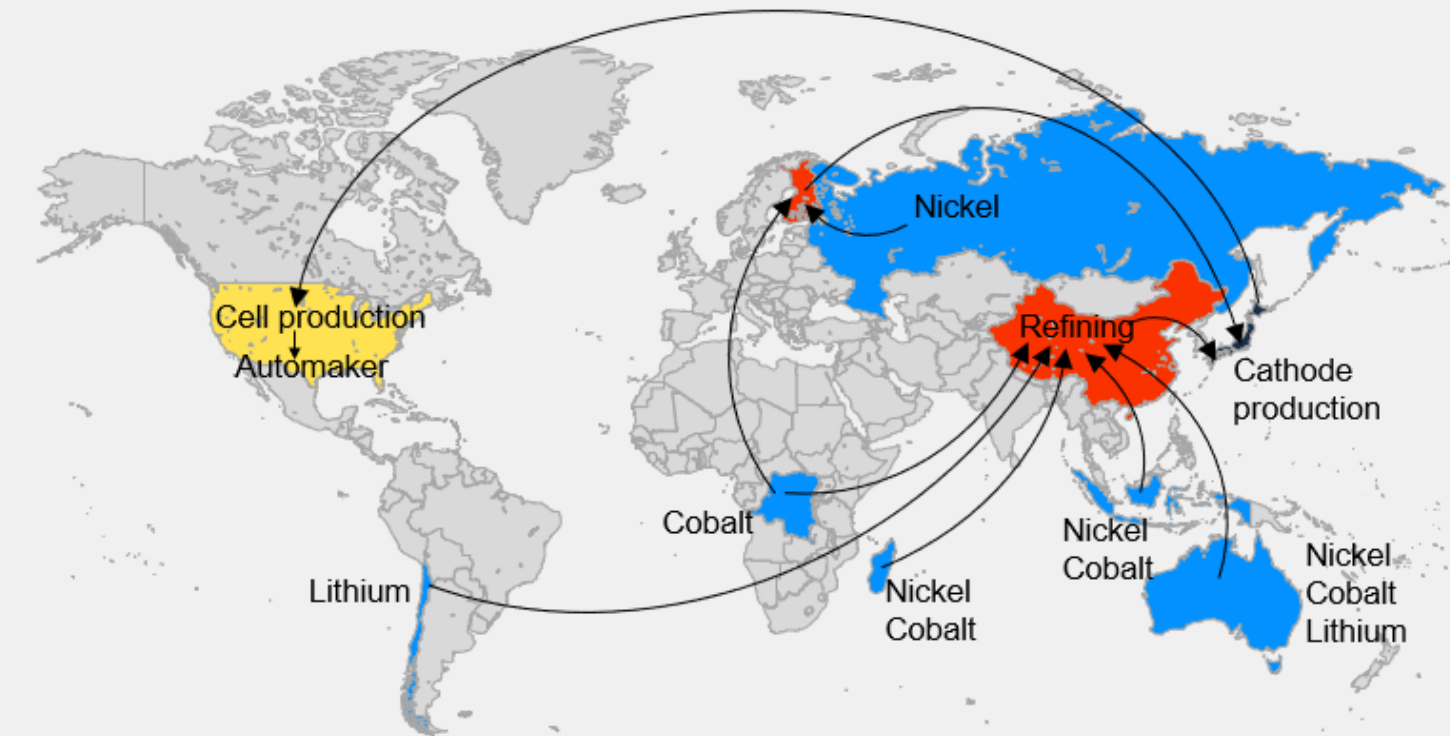 Nickel
Cell production
Automaker
Refining
Cathode
production
Cobalt
Lithium
Nickel
Cobalt
Nickel
Cobalt
Nickel
Cobalt
Lithium